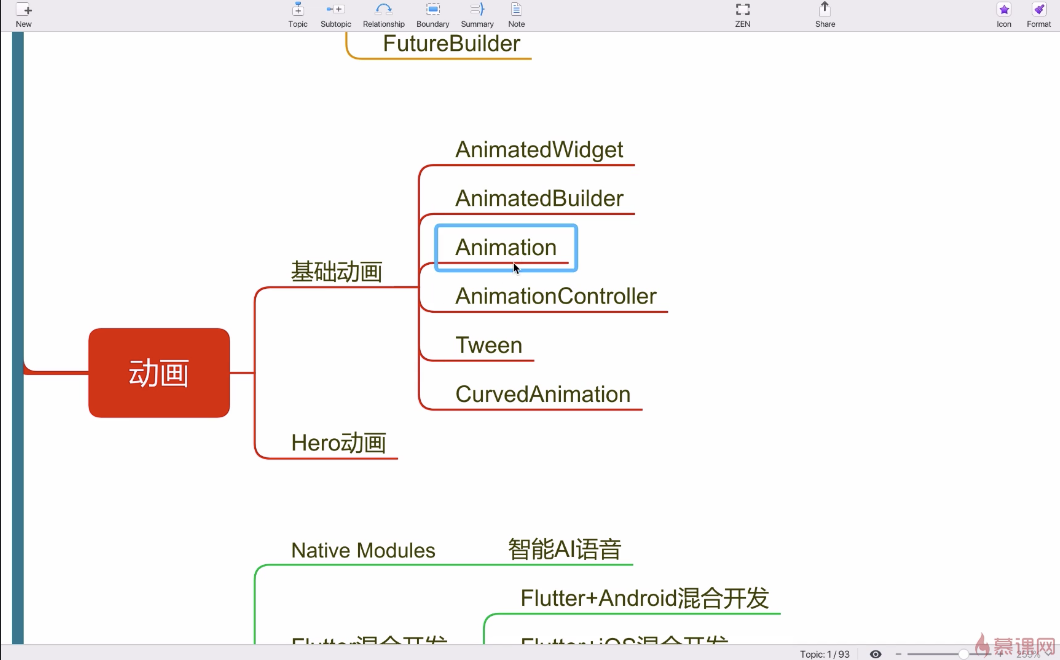 New
Topic
Subtopic
Relationship
Boundary
Summary
Note
ZEN
Share
Icon
Format
FutureBuilder
AnimatedWidget
AnimatedBuilder
Animation
基础动画
AnimationController
Tween
动画
CurvedAnimation
Hero动画
Native Modules
智能AI语音
Flutter+Android混合开发
Flutter混合开发
Flutter+iOS混合开发
Topic: 1 / 93
慕课网